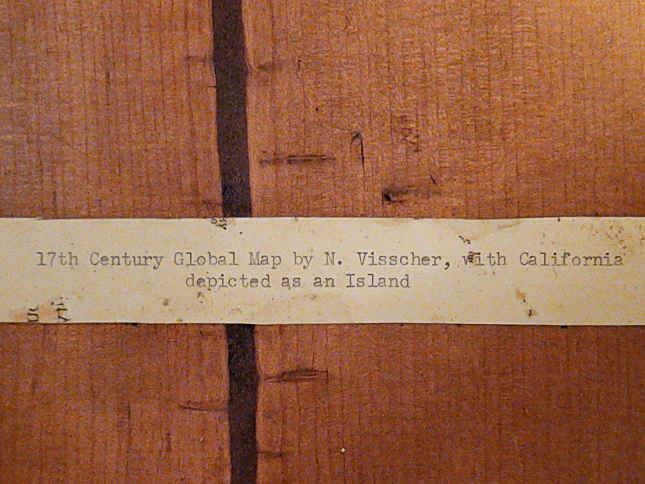 17th Century Global Map by N. Visscher, with California
depicted as an Island